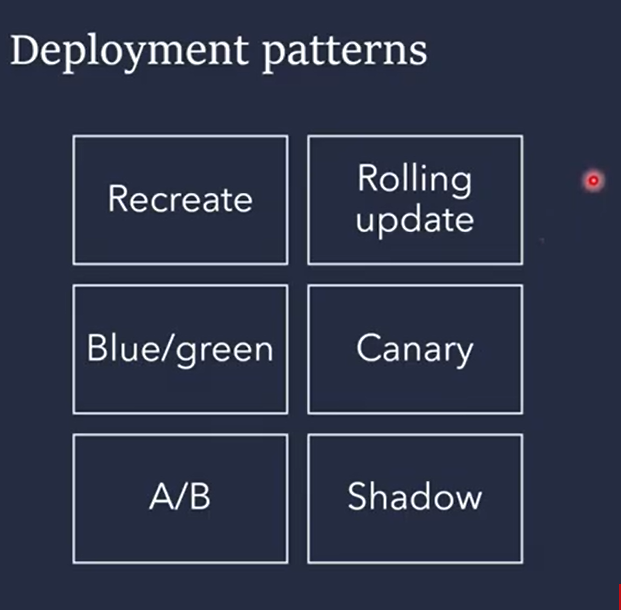 Deployment patterns
Recreate
Rolling
update
Blue/green
Canary
A/B
Shadow